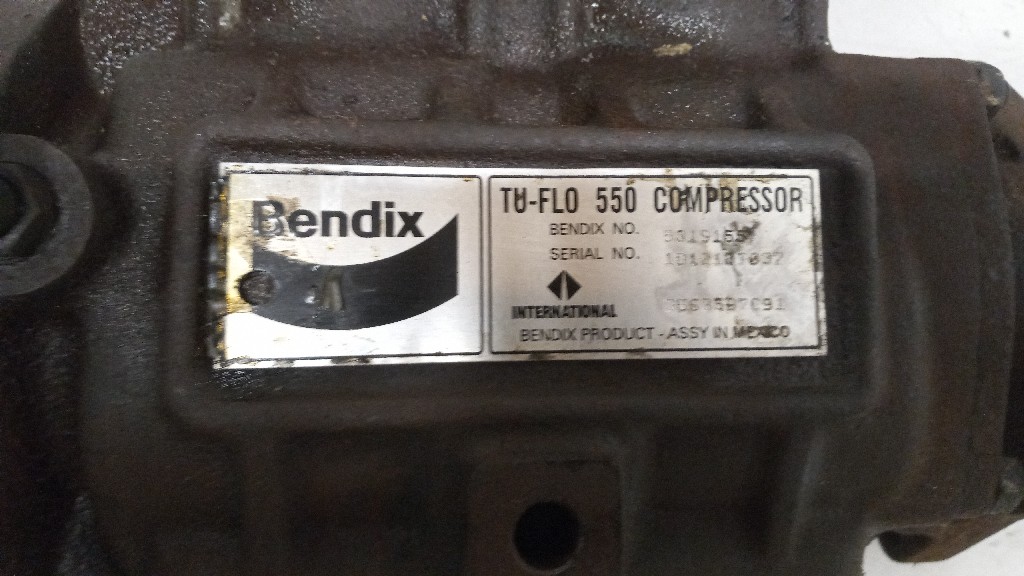 Bendix
TU-FLO 550 COMPRESSOR
BENDIX NO.
SERIAL NO.
INTERNATIONAL
BENDIX PRODUCT - ASSY IN MEXICO